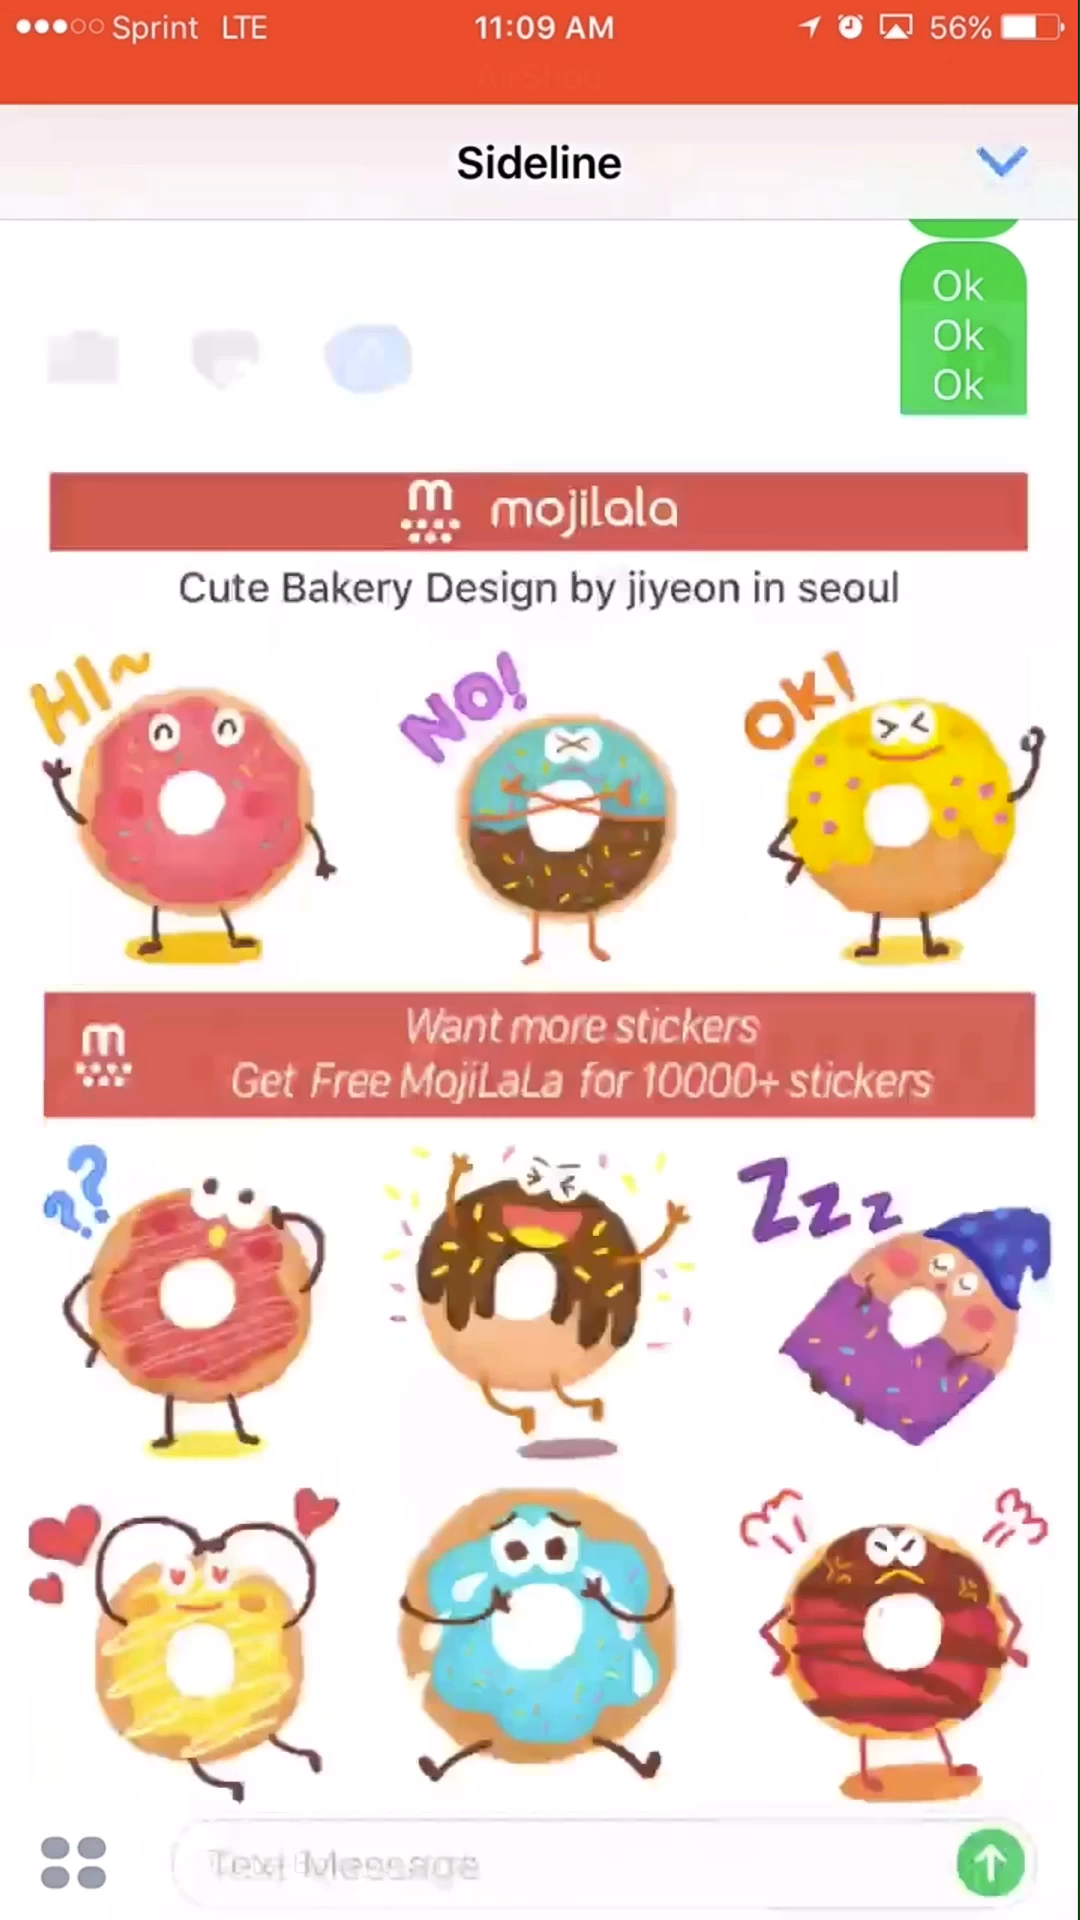 Sprint LTE 11:09 AM 56%
Sideline
Ok
Ok
Ok
m mojilala
Cute Bakery Design by jiyeon in seoul
HI~ NO! OK!
m
Want more stickers
Get Free MojiLaLa for 10000+ stickers
?? Zzz
Text Message